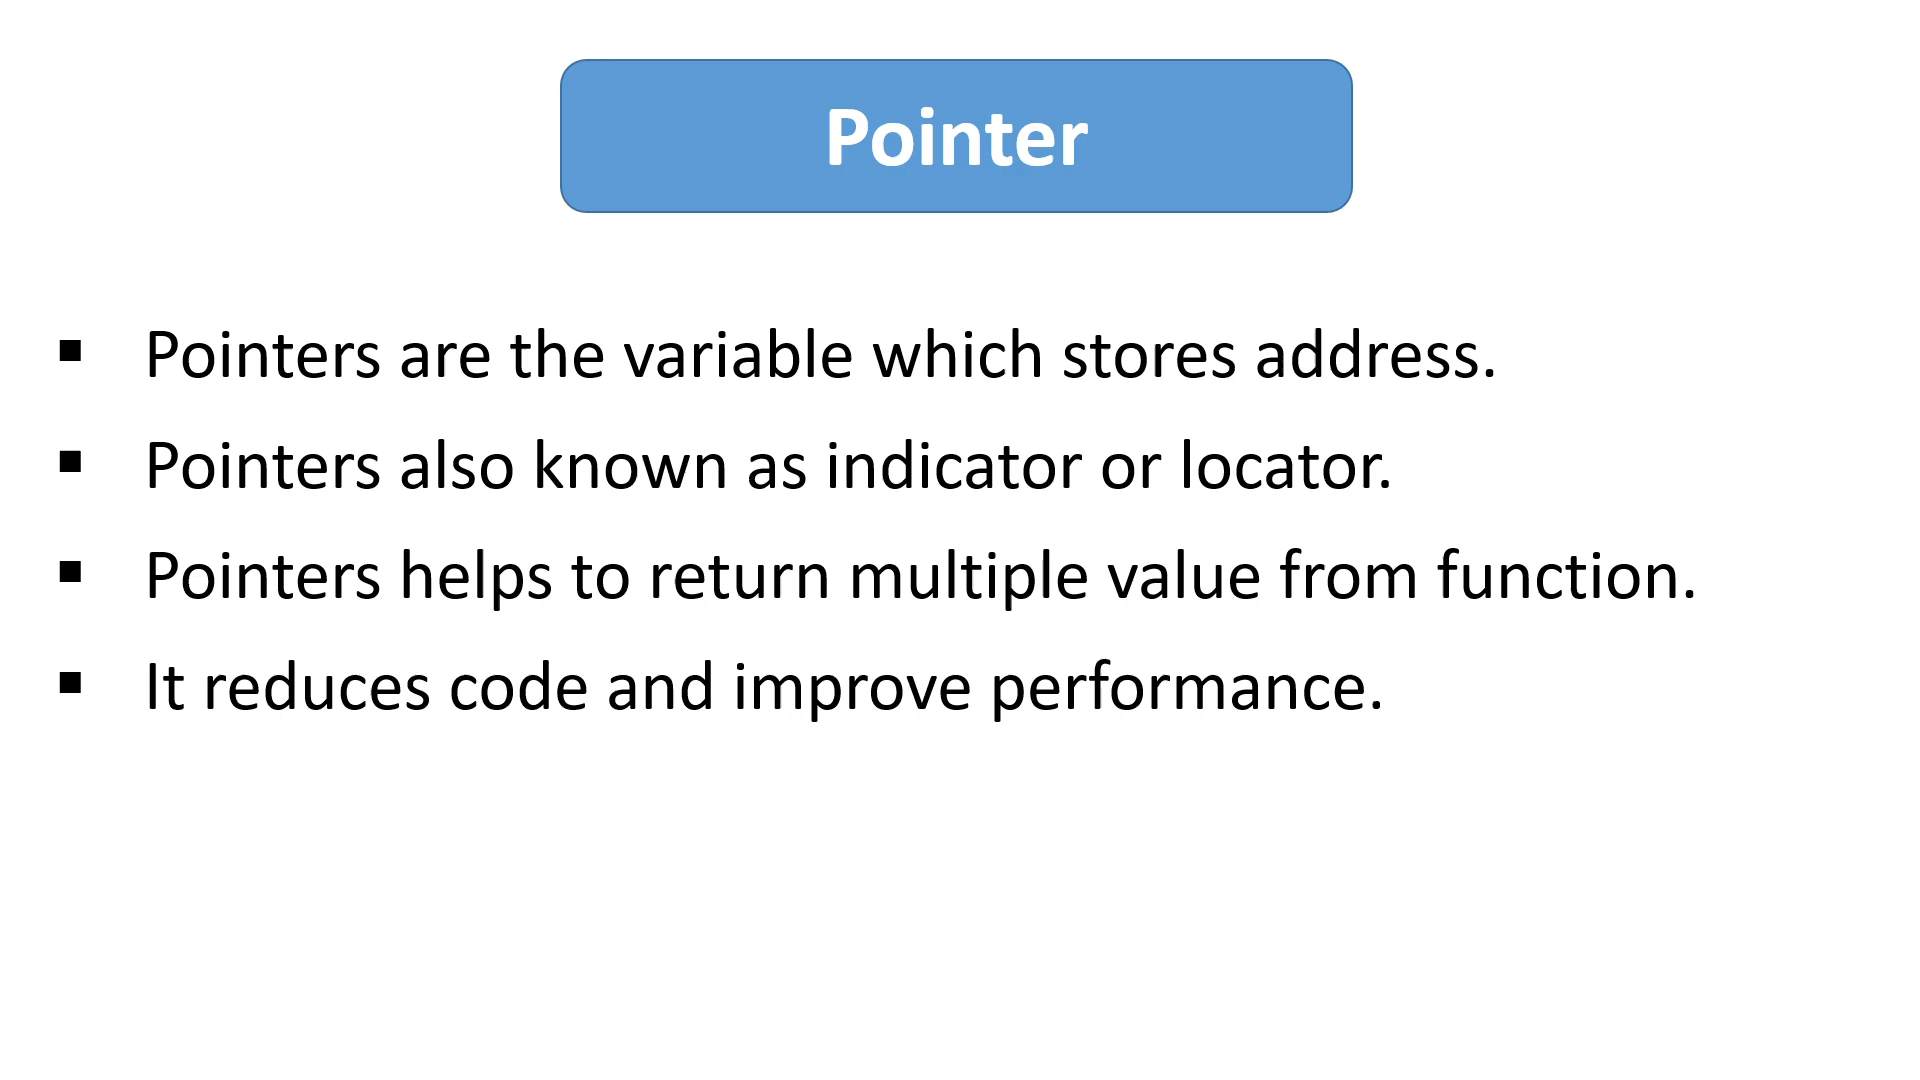 Pointer
▪ Pointers are the variable which stores address.
▪ Pointers also known as indicator or locator.
▪ Pointers helps to return multiple value from function.
▪ It reduces code and improve performance.